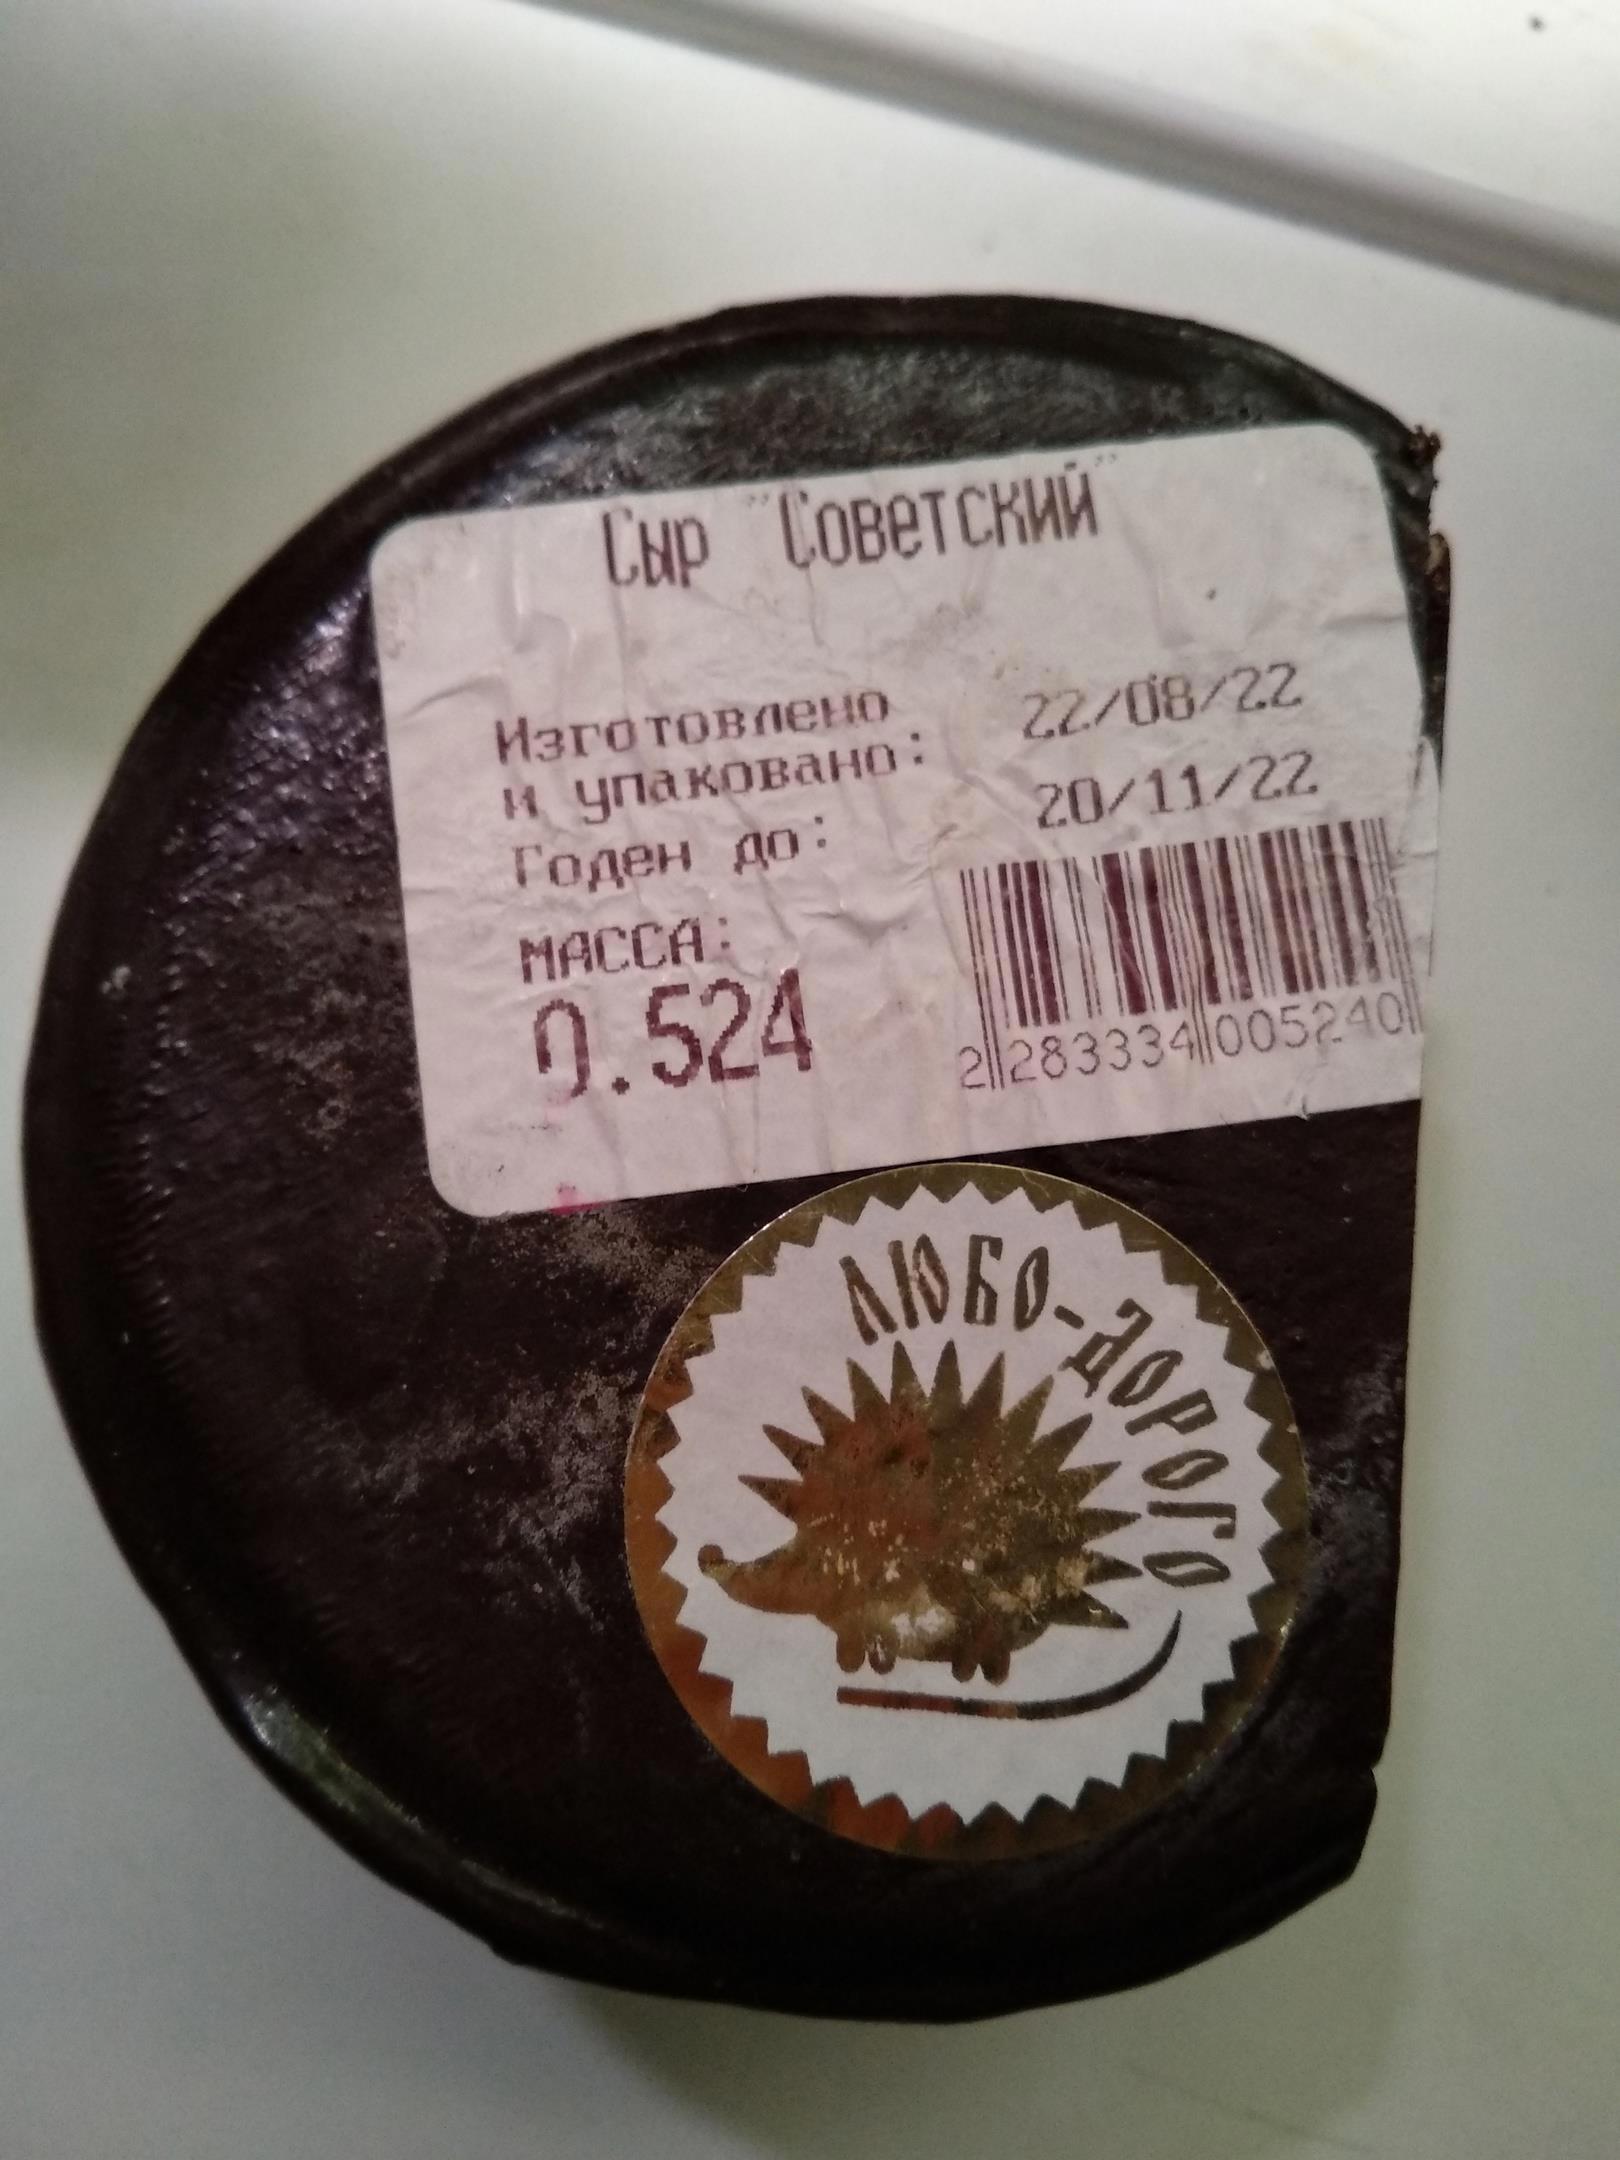 Сыр "Советский"
Изготовлено
и упаковано: 22/08/22
Годен до: 20/11/22
МАССА:
0.524
2 283334 005240
ЛЮБО-ДОРОГО